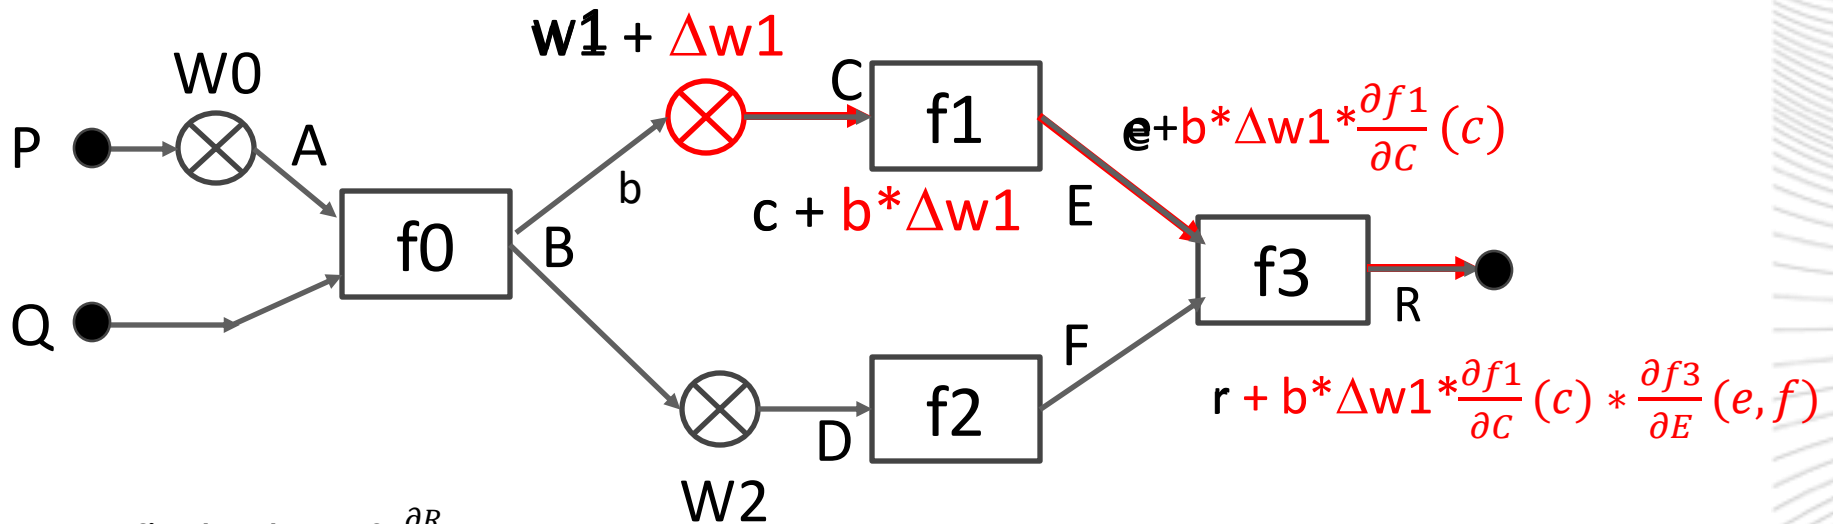 w1 + Δw1
W0
P
A
C
f1
e+b*Δw1*∂f1/∂C (c)
b
c + b*Δw1
E
B
f0
f3
Q
R
F
r + b*Δw1*∂f1/∂C (c) * ∂f3/∂E (e, f)
f2
D
W2
∂R